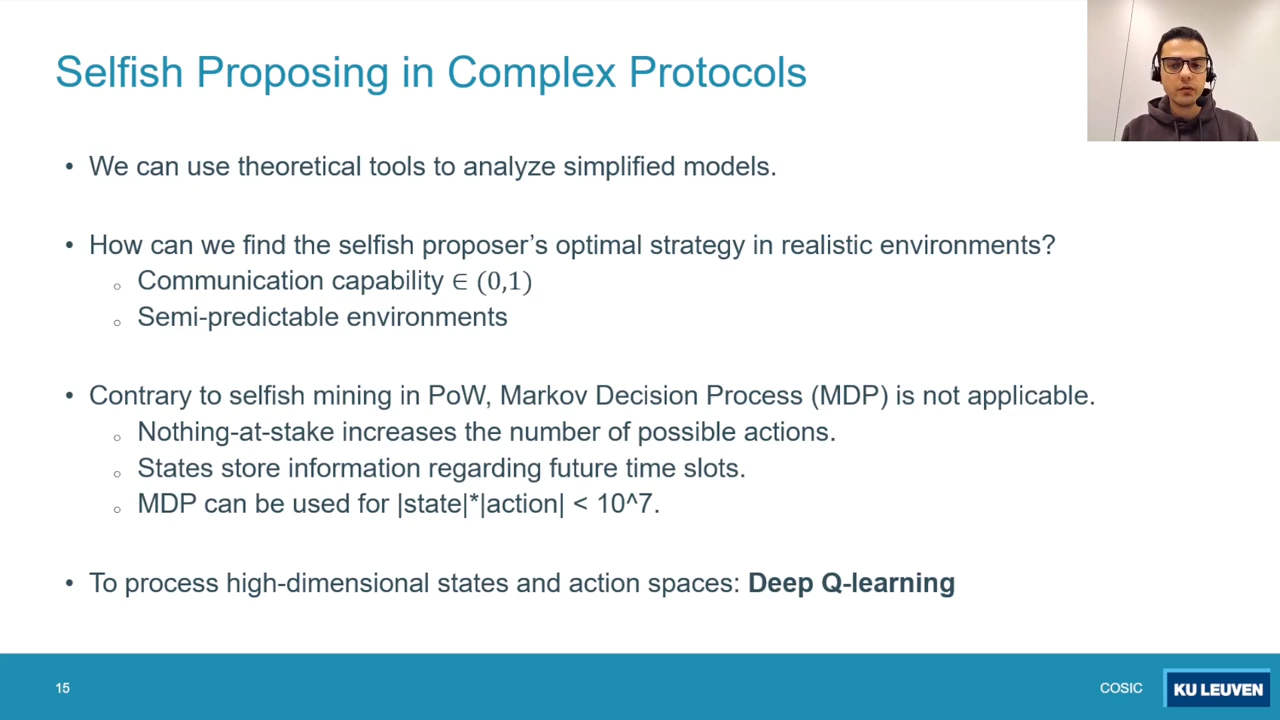 Selfish Proposing in Complex Protocols
• We can use theoretical tools to analyze simplified models.
• How can we find the selfish proposer's optimal strategy in realistic environments?
○ Communication capability ∈ (0,1)
○ Semi-predictable environments
• Contrary to selfish mining in PoW, Markov Decision Process (MDP) is not applicable.
○ Nothing-at-stake increases the number of possible actions.
○ States store information regarding future time slots.
○ MDP can be used for |state|*|action| < 10^7.
• To process high-dimensional states and action spaces: Deep Q-learning
15
COSIC
KU LEUVEN